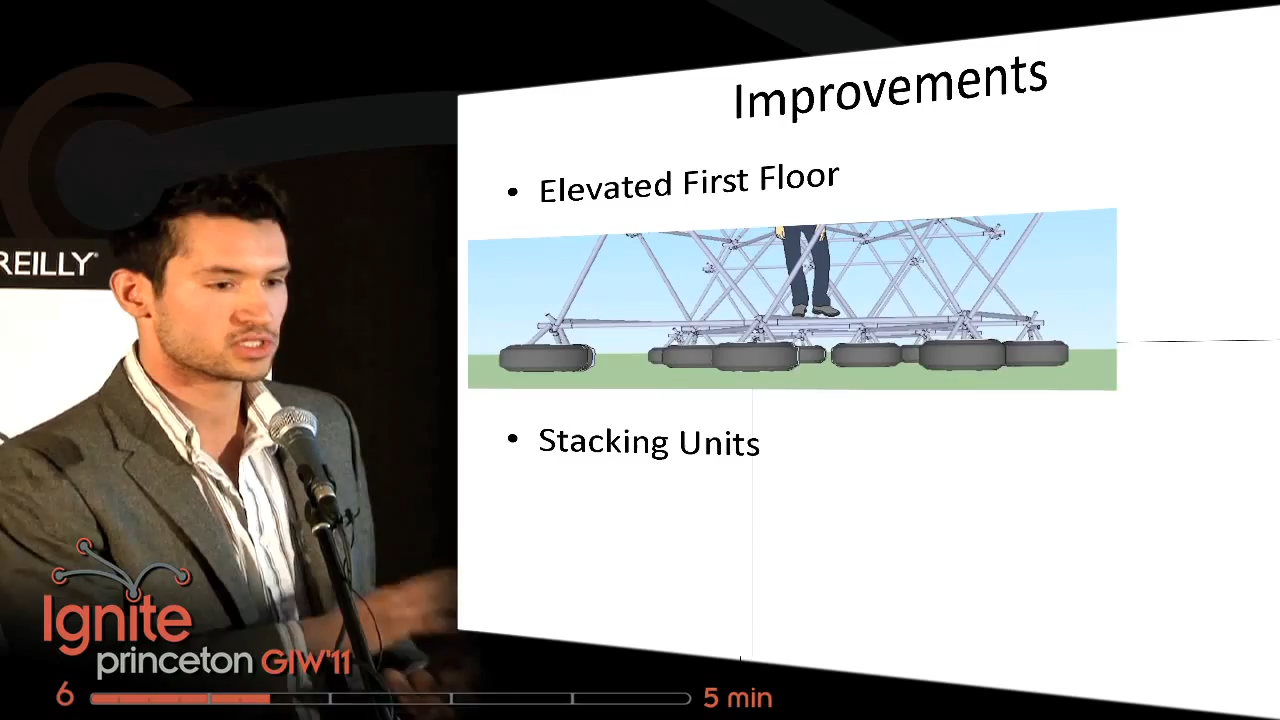 Improvements
• Elevated First Floor
REILLY
• Stacking Units
Ignite
princeton GIW'11
6
5 min